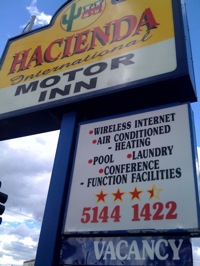 HACIENDA
International
MOTOR
INN
•WIRELESS INTERNET
•AIR CONDITIONED
- HEATING
•POOL •LAUNDRY
•CONFERENCE
- FUNCTION FACILITIES
5144 1422
VACANCY